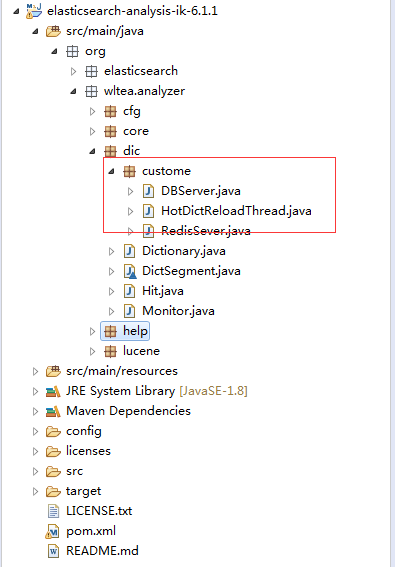 elasticsearch-analysis-ik-6.1.1
src/main/java
org
elasticsearch
wltea.analyzer
cfg
core
dic
custome
DBServer.java
HotDictReloadThread.java
RedisSever.java
Dictionary.java
DictSegment.java
Hit.java
Monitor.java
help
lucene
src/main/resources
JRE System Library [JavaSE-1.8]
Maven Dependencies
config
licenses
src
target
LICENSE.txt
pom.xml
README.md